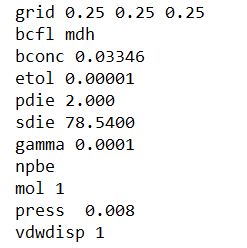 grid 0.25 0.25 0.25
bcfl mdh
bconc 0.03346
etol 0.00001
pdie 2.000
sdie 78.5400
gamma 0.0001
npbe
mol 1
press  0.008
vdwdisp 1